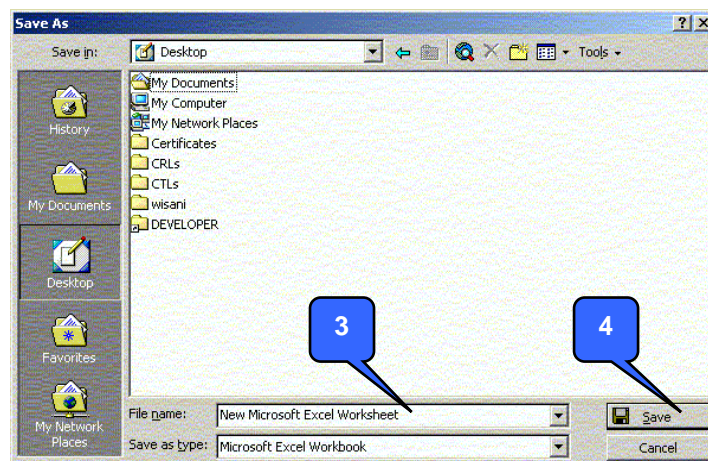 Save As
Save in: Desktop Tools
My Documents
My Computer
My Network Places
Certificates
CRLs
CTLs
wisani
DEVELOPER
History
My Documents
Desktop
Favorites
My Network
Places
3
4
File name: New Microsoft Excel Worksheet Save
Save as type: Microsoft Excel Workbook Cancel